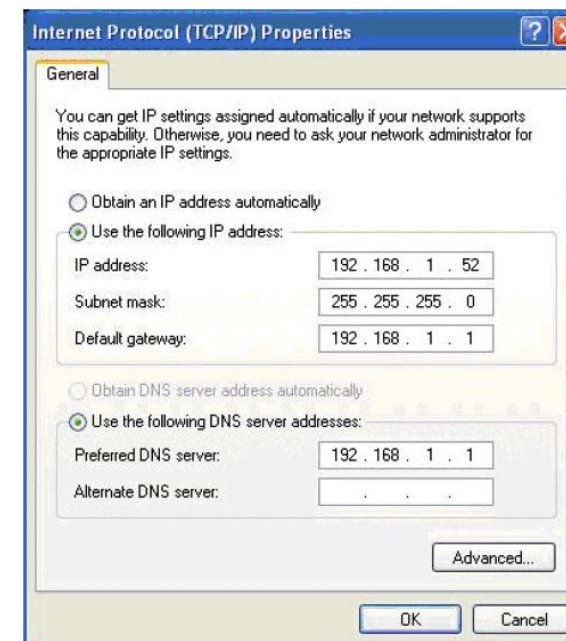 Internet Protocol (TCP/IP) Properties
General
You can get IP settings assigned automatically if your network supports
this capability. Otherwise, you need to ask your network administrator for
the appropriate IP settings.
Obtain an IP address automatically
Use the following IP address:
IP address: 192 . 168 . 1 . 52
Subnet mask: 255 . 255 . 255 . 0
Default gateway: 192 . 168 . 1 . 1
Obtain DNS server address automatically
Use the following DNS server addresses:
Preferred DNS server: 192 . 168 . 1 . 1
Alternate DNS server: . . .
Advanced...
OK Cancel